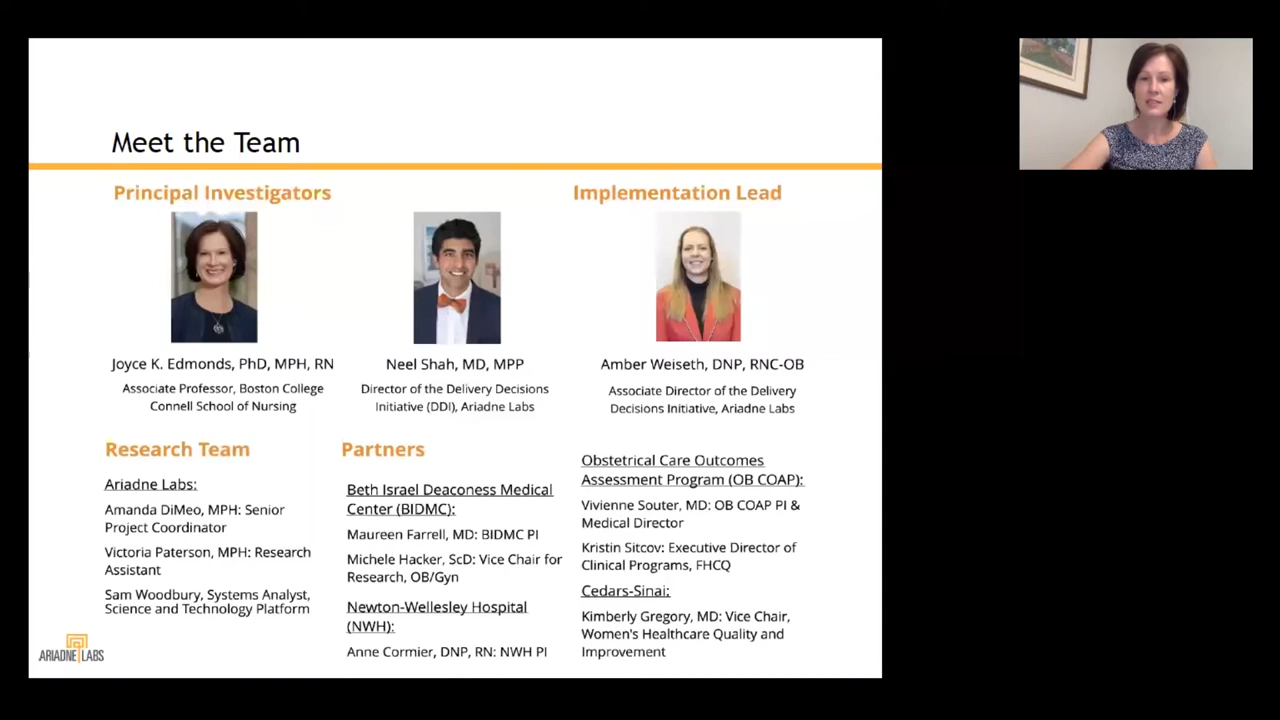 Meet the Team
Principal Investigators
Implementation Lead
Joyce K. Edmonds, PhD, MPH, RN
Associate Professor, Boston College
Connell School of Nursing
Neel Shah, MD, MPP
Director of the Delivery Decisions
Initiative (DDI), Ariadne Labs
Amber Weiseth, DNP, RNC-OB
Associate Director of the Delivery
Decisions Initiative, Ariadne Labs
Research Team
Ariadne Labs:
Amanda DiMeo, MPH: Senior
Project Coordinator
Victoria Paterson, MPH: Research
Assistant
Sam Woodbury, Systems Analyst,
Science and Technology Platform
Partners
Beth Israel Deaconess Medical
Center (BIDMC):
Maureen Farrell, MD: BIDMC PI
Michele Hacker, ScD: Vice Chair for
Research, OB/Gyn
Newton-Wellesley Hospital
(NWH):
Anne Cormier, DNP, RN: NWH PI
Obstetrical Care Outcomes
Assessment Program (OB COAP):
Vivienne Souter, MD: OB COAP PI &
Medical Director
Kristin Sitcov: Executive Director of
Clinical Programs, FHCQ
Cedars-Sinai:
Kimberly Gregory, MD: Vice Chair,
Women's Healthcare Quality and
Improvement
ARIADNE LABS